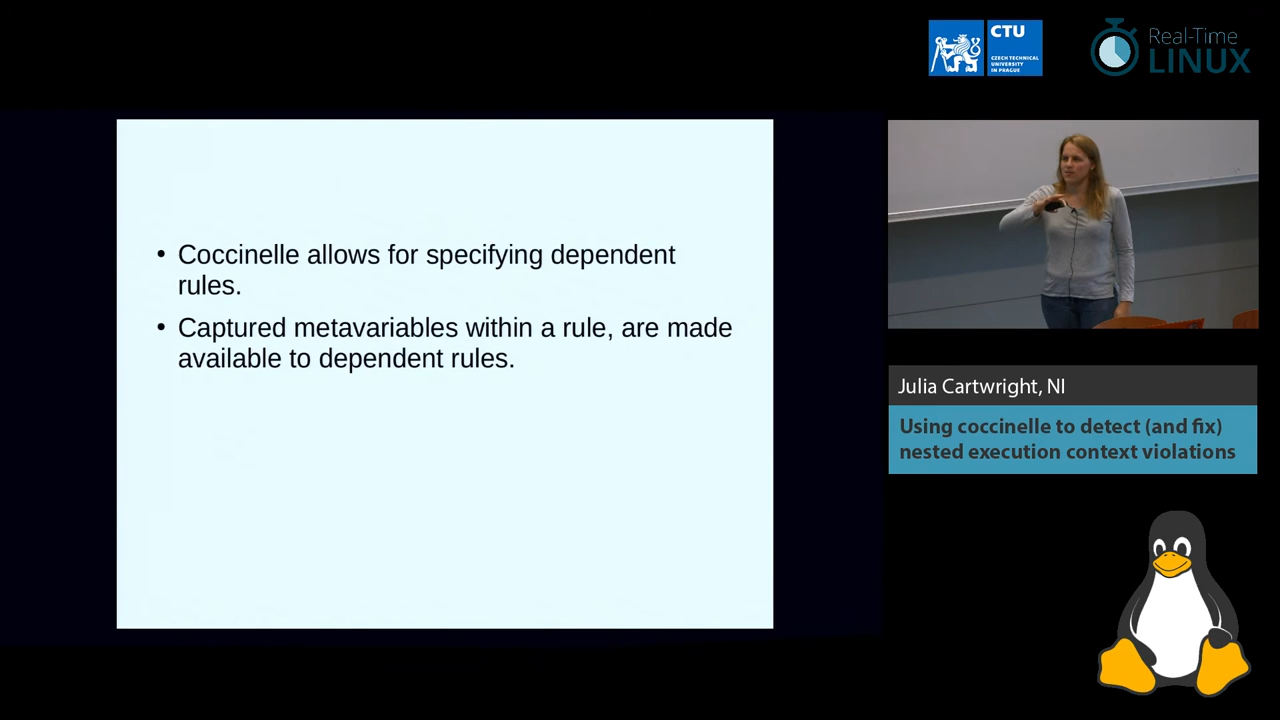 CTU
CZECH TECHNICAL
UNIVERSITY
IN PRAGUE
Real-Time
LINUX
• Coccinelle allows for specifying dependent
rules.
• Captured metavariables within a rule, are made
available to dependent rules.
Julia Cartwright, NI
Using coccinelle to detect (and fix)
nested execution context violations